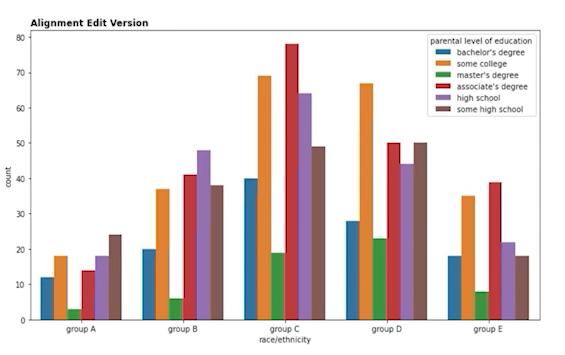 Alignment Edit Version
80
70
60
50
40
30
20
10
0
count
parental level of education
bachelor's degree
some college
master's degree
associate's degree
high school
some high school
group A group B group C group D group E
race/ethnicity